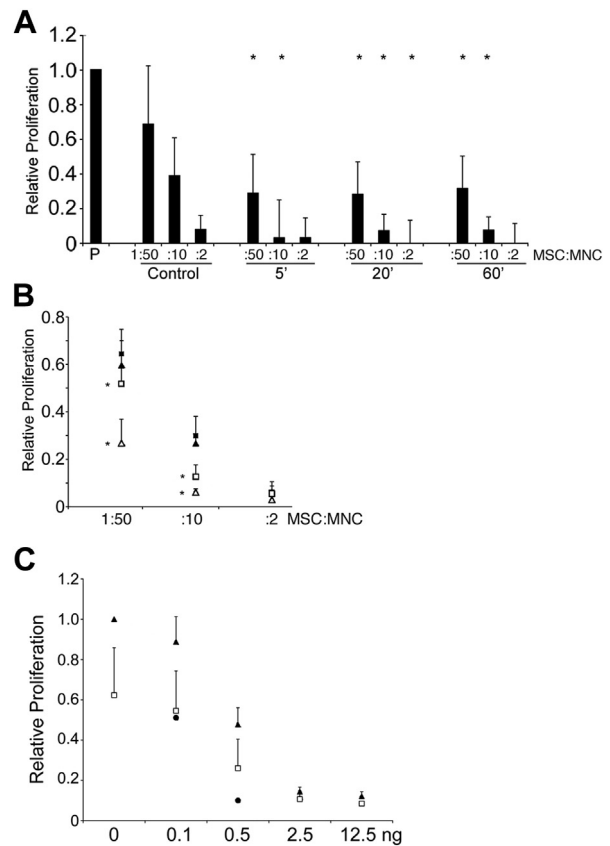 A
Relative Proliferation
1.2
1.0
0.8
0.6
0.4
0.2
0
* * * * * * *
P 1:50 :10 :2 :50 :10 :2 :50 :10 :2 :50 :10 :2 MSC:MNC
Control 5' 20' 60'
B
Relative Proliferation
0.8
0.6
0.4
0.2
0
*
*
*
*
1:50 :10 :2 MSC:MNC
C
Relative Proliferation
1.2
1.0
0.8
0.6
0.4
0.2
0
0 0.1 0.5 2.5 12.5 ng